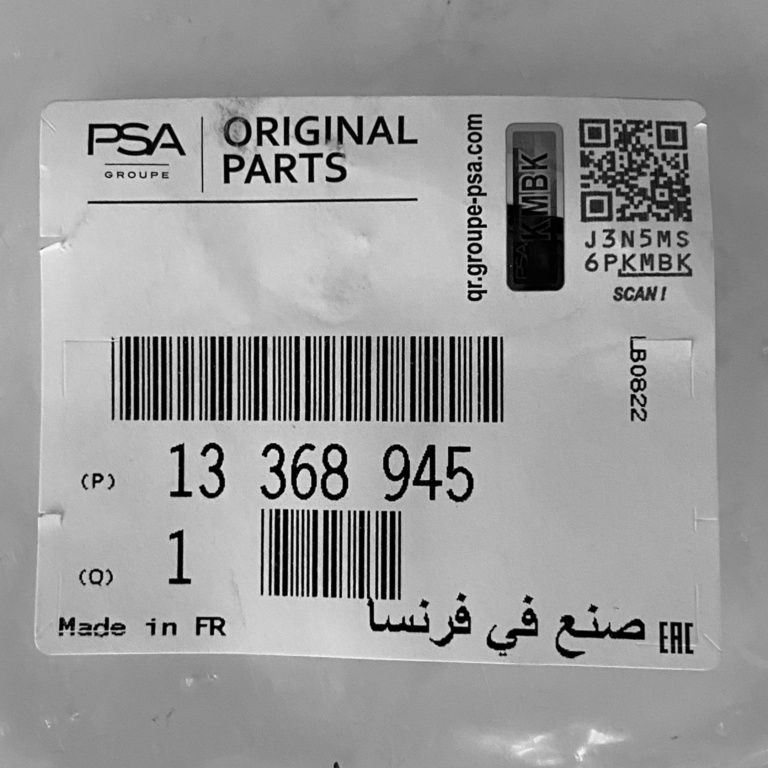 PSA
GROUPE
ORIGINAL
PARTS
qr.groupe-psa.com
PSA KMBK
J3N5MS
6PKMBK
SCAN!
LB0822
(P) 13 368 945
(Q) 1
Made in FR
صنع في فرنسا
EAC